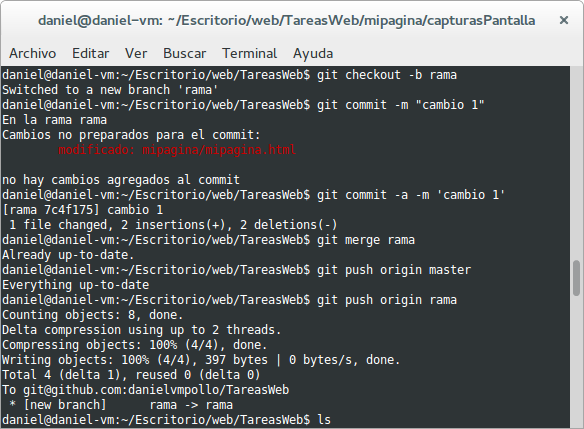 daniel@daniel-vm: ~/Escritorio/web/TareasWeb/mipagina/capturasPantalla
Archivo Editar Ver Buscar Terminal Ayuda
daniel@daniel-vm:~/Escritorio/web/TareasWeb$ git checkout -b rama
Switched to a new branch 'rama'
daniel@daniel-vm:~/Escritorio/web/TareasWeb$ git commit -m "cambio 1"
En la rama rama
Cambios no preparados para el commit:
modificado: mipagina/mipagina.html
no hay cambios agregados al commit
daniel@daniel-vm:~/Escritorio/web/TareasWeb$ git commit -a -m 'cambio 1'
[rama 7c4f175] cambio 1
1 file changed, 2 insertions(+), 2 deletions(-)
daniel@daniel-vm:~/Escritorio/web/TareasWeb$ git merge rama
Already up-to-date.
daniel@daniel-vm:~/Escritorio/web/TareasWeb$ git push origin master
Everything up-to-date
daniel@daniel-vm:~/Escritorio/web/TareasWeb$ git push origin rama
Counting objects: 8, done.
Delta compression using up to 2 threads.
Compressing objects: 100% (4/4), done.
Writing objects: 100% (4/4), 397 bytes | 0 bytes/s, done.
Total 4 (delta 1), reused 0 (delta 0)
To git@github.com:danielvmpollo/TareasWeb
* [new branch] rama -> rama
daniel@daniel-vm:~/Escritorio/web/TareasWeb$ ls